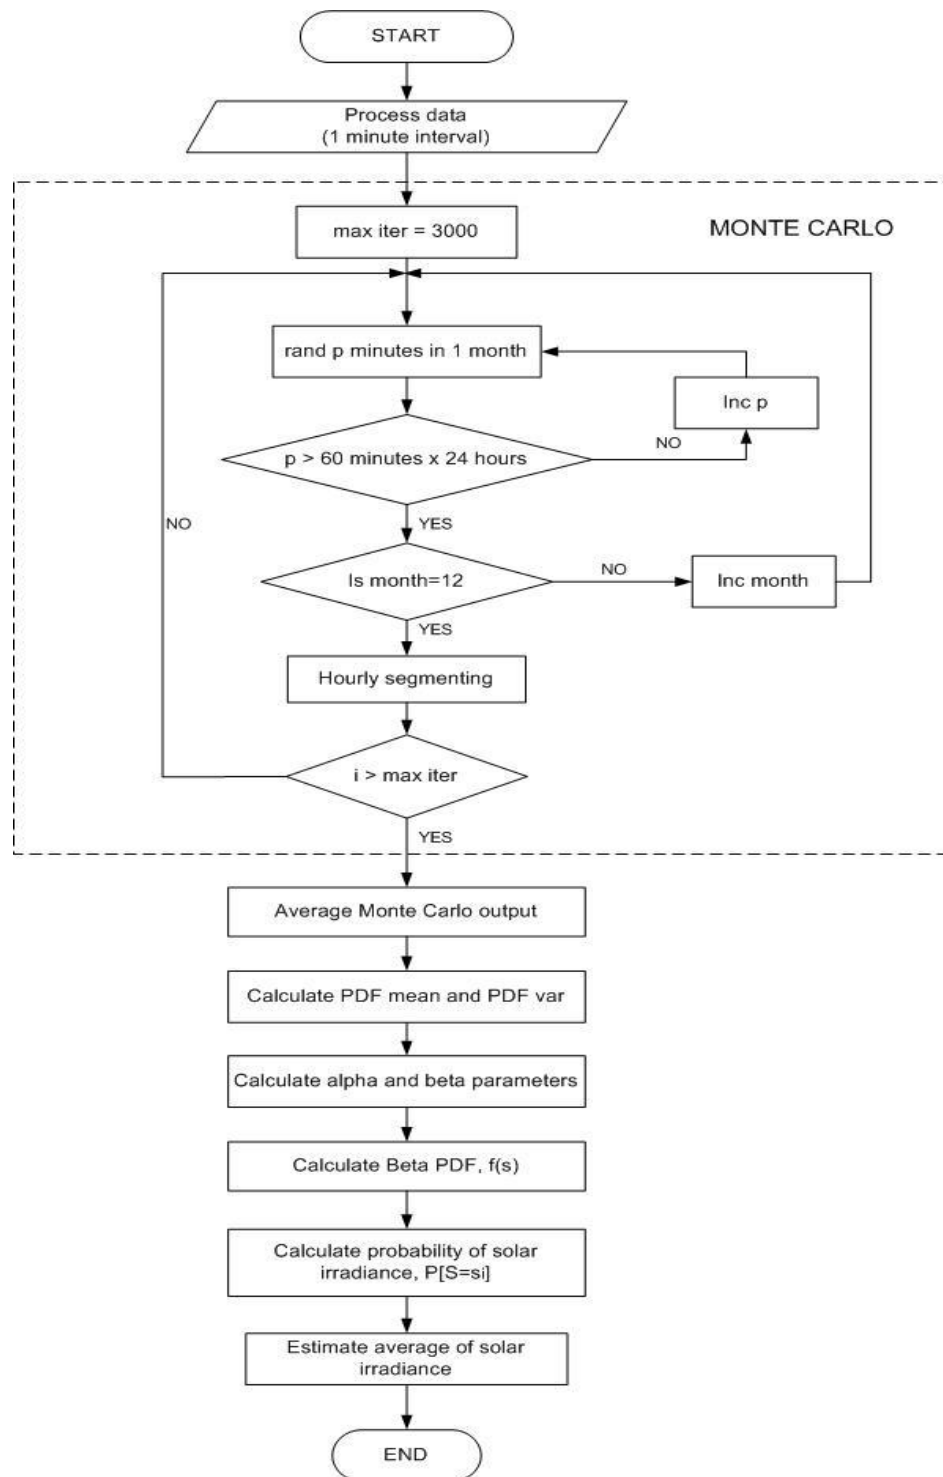 START
Process data
(1 minute interval)
max iter = 3000
MONTE CARLO
rand p minutes in 1 month
Inc p
p > 60 minutes x 24 hours
NO
NO
YES
Is month=12
NO
Inc month
YES
Hourly segmenting
i > max iter
YES
Average Monte Carlo output
Calculate PDF mean and PDF var
Calculate alpha and beta parameters
Calculate Beta PDF, f(s)
Calculate probability of solar
irradiance, P[S=si]
Estimate average of solar
irradiance
END